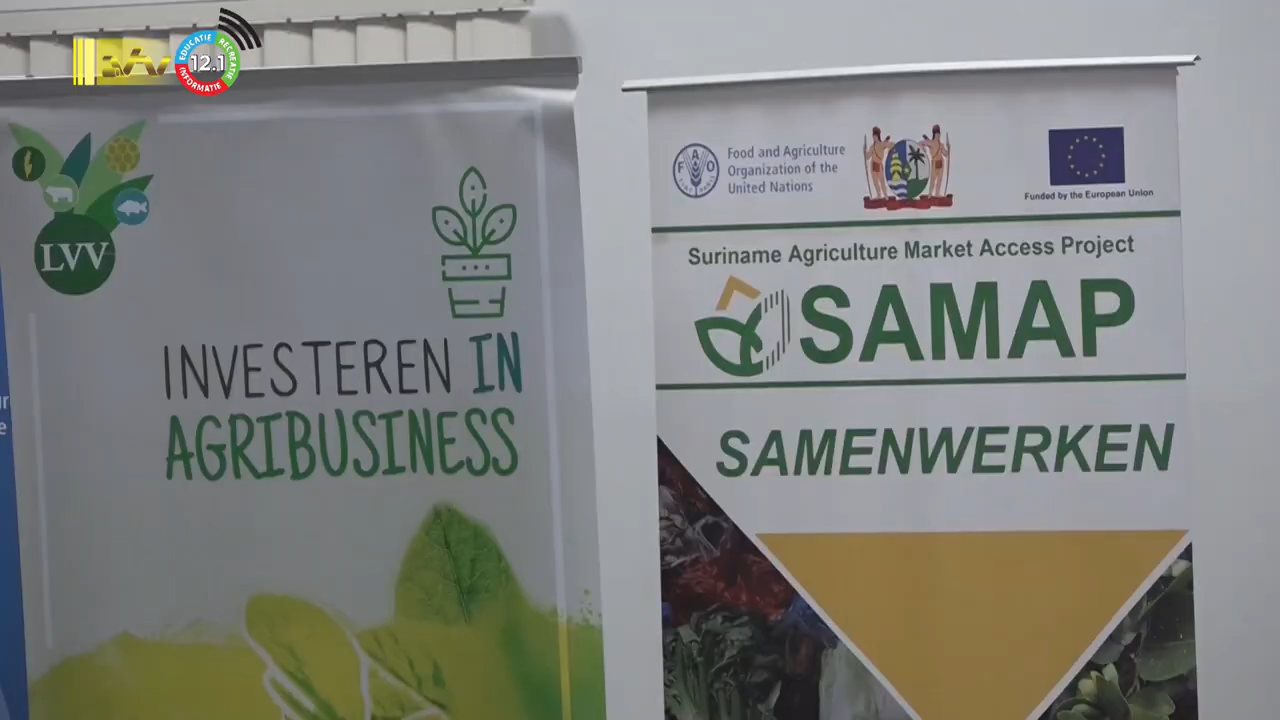 EDUCATIE
RECREATIE
INFORMATIE
12.1
LVV
INVESTEREN IN
AGRIBUSINESS
FAO
Food and Agriculture
Organization of the
United Nations
Funded by the European Union
Suriname Agriculture Market Access Project
SAMAP
SAMENWERKEN